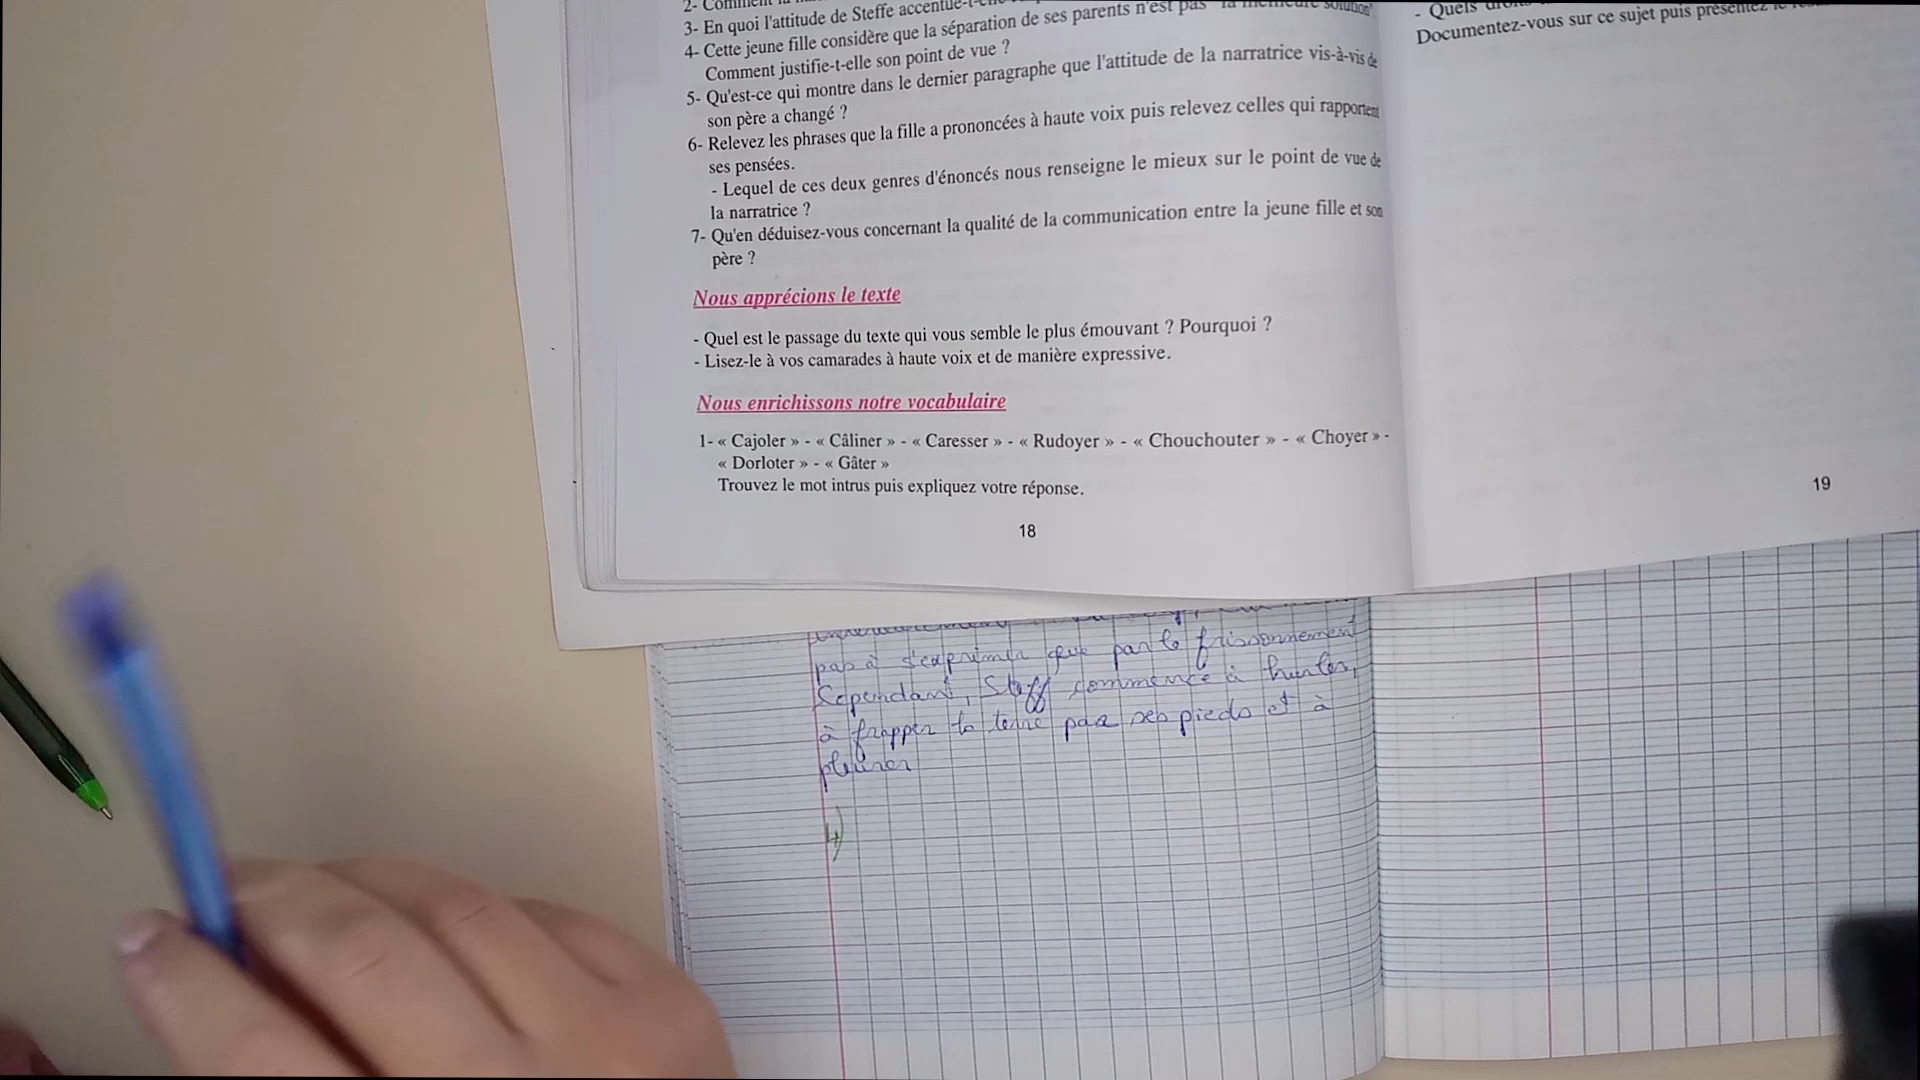 3- En quoi l'attitude de Steffe
4- Cette jeune fille considère que la séparation de ses parents n'est pas "la meilleure solution"
Comment justifie-t-elle son point de vue ?
5- Qu'est-ce qui montre dans le dernier paragraphe que l'attitude de la narratrice vis-à-vis de
son père a changé ?
6- Relevez les phrases que la fille a prononcées à haute voix puis relevez celles qui rapportent
ses pensées.
- Lequel de ces deux genres d'énoncés nous renseigne le mieux sur le point de vue de
la narratrice ?
7- Qu'en déduisez-vous concernant la qualité de la communication entre la jeune fille et son
père ?
Nous apprécions le texte
- Quel est le passage du texte qui vous semble le plus émouvant ? Pourquoi ?
- Lisez-le à vos camarades à haute voix et de manière expressive.
Nous enrichissons notre vocabulaire
1- « Cajoler » - « Câliner » - « Caresser » - « Rudoyer » - « Chouchouter » - « Choyer » -
« Dorloter » - « Gâter »
Trouvez le mot intrus puis expliquez votre réponse.
18
- Quels
Documentez-vous sur ce sujet puis présentez le
19
pas à s'exprimer que par le frissonnement
Cependant, Steff commence à hurler,
à frapper la terre par ses pieds et à
pleurer
4)